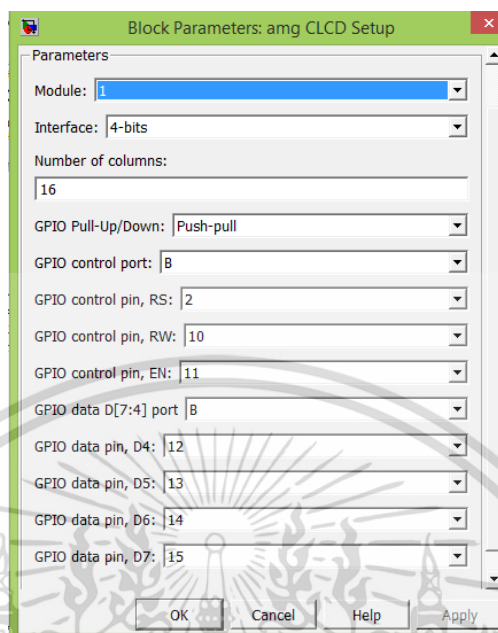 Block Parameters: amg CLCD Setup
Parameters
Module: 1
Interface: 4-bits
Number of columns:
16
GPIO Pull-Up/Down: Push-pull
GPIO control port: B
GPIO control pin, RS: 2
GPIO control pin, RW: 10
GPIO control pin, EN: 11
GPIO data D[7:4] port B
GPIO data pin, D4: 12
GPIO data pin, D5: 13
GPIO data pin, D6: 14
GPIO data pin, D7: 15
OK Cancel Help Apply